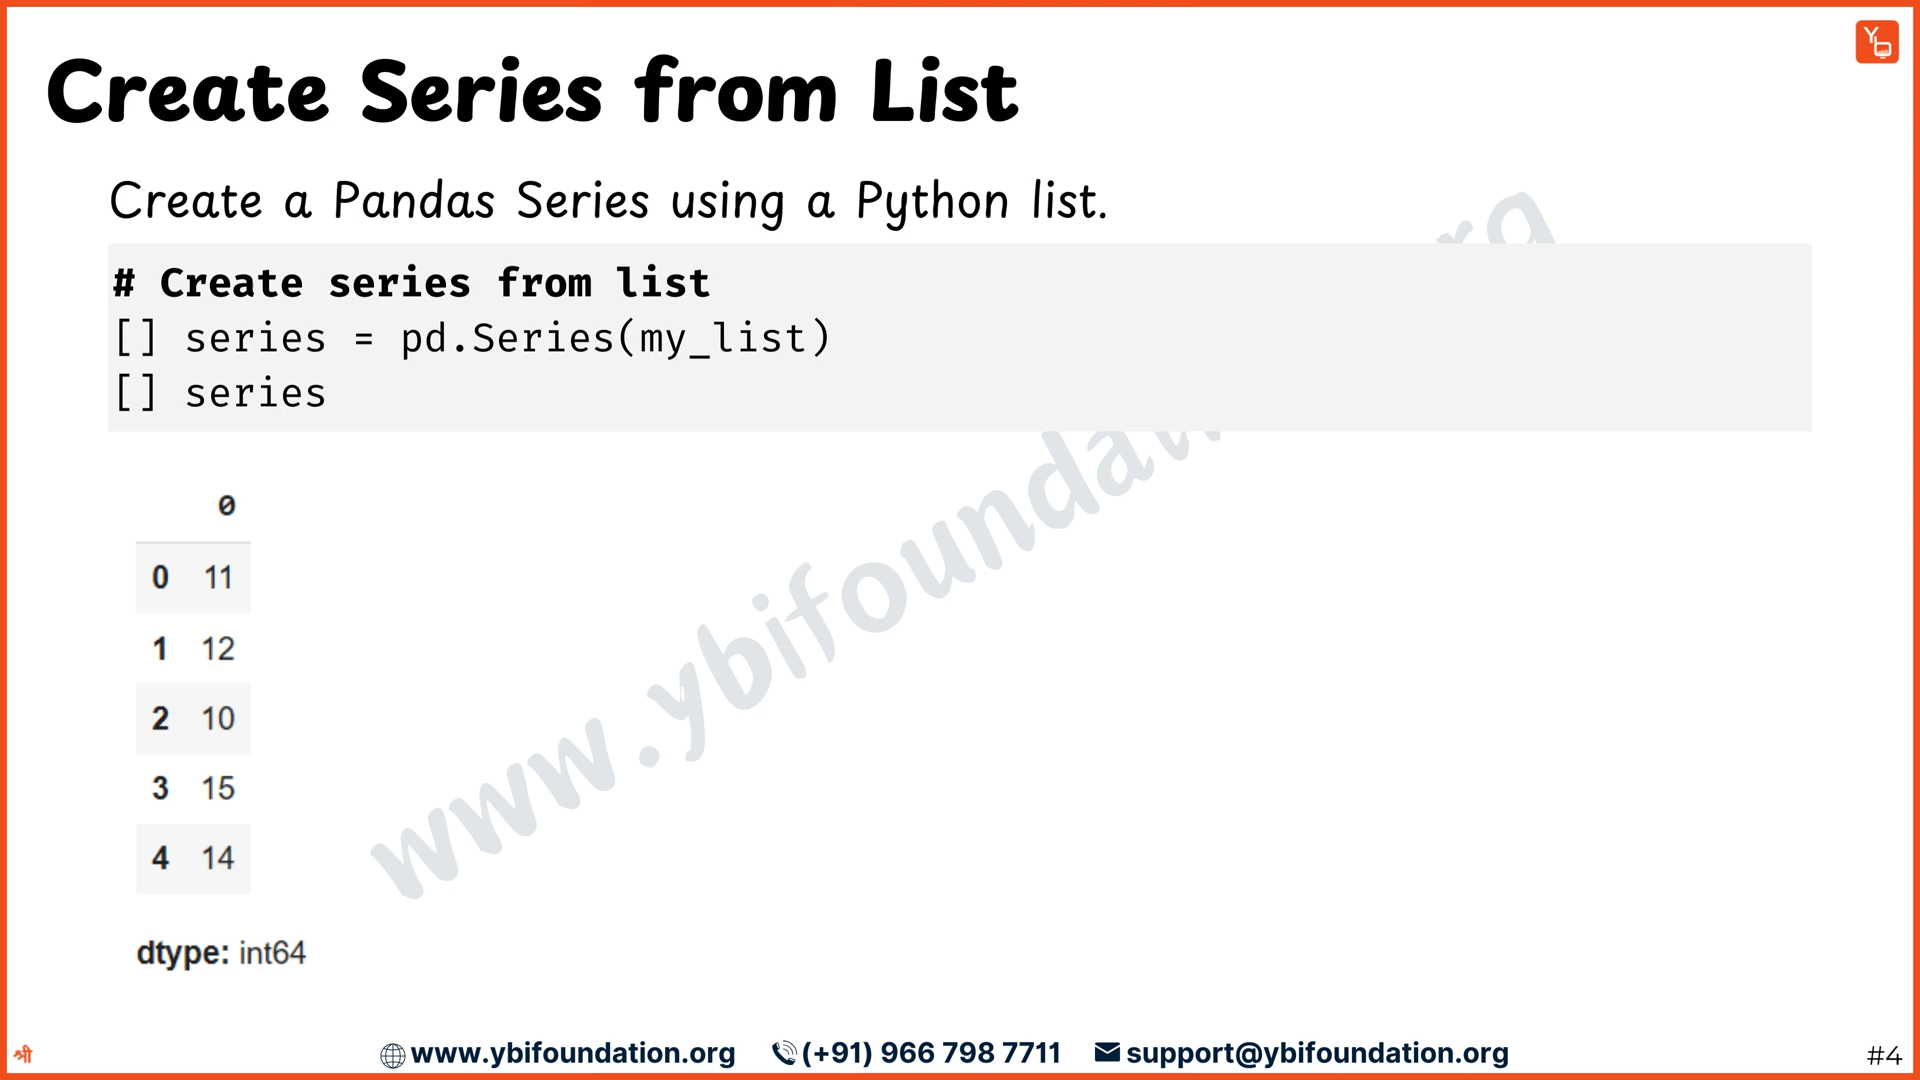 Create Series from List
Create a Pandas Series using a Python list.
# Create series from list
[] series = pd.Series(my_list)
[] series
0
0 11
1 12
2 10
3 15
4 14
dtype: int64
www.ybifoundation.org
www.ybifoundation.org (+91) 966 798 7711 support@ybifoundation.org
श्री
#4